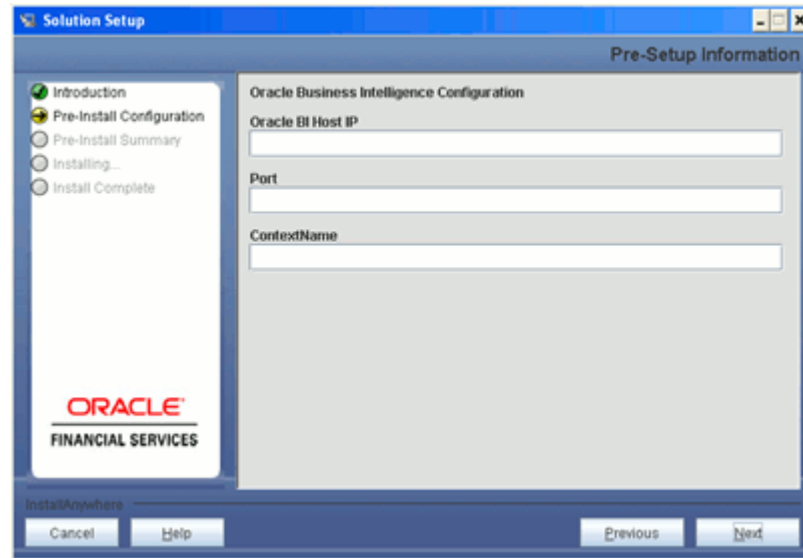 Solution Setup
Pre-Setup Information
Introduction
Pre-Install Configuration
Pre-Install Summary
Installing...
Install Complete
ORACLE
FINANCIAL SERVICES
Oracle Business Intelligence Configuration
Oracle BI Host IP
Port
ContextName
InstallAnywhere
Cancel
Help
Previous
Next